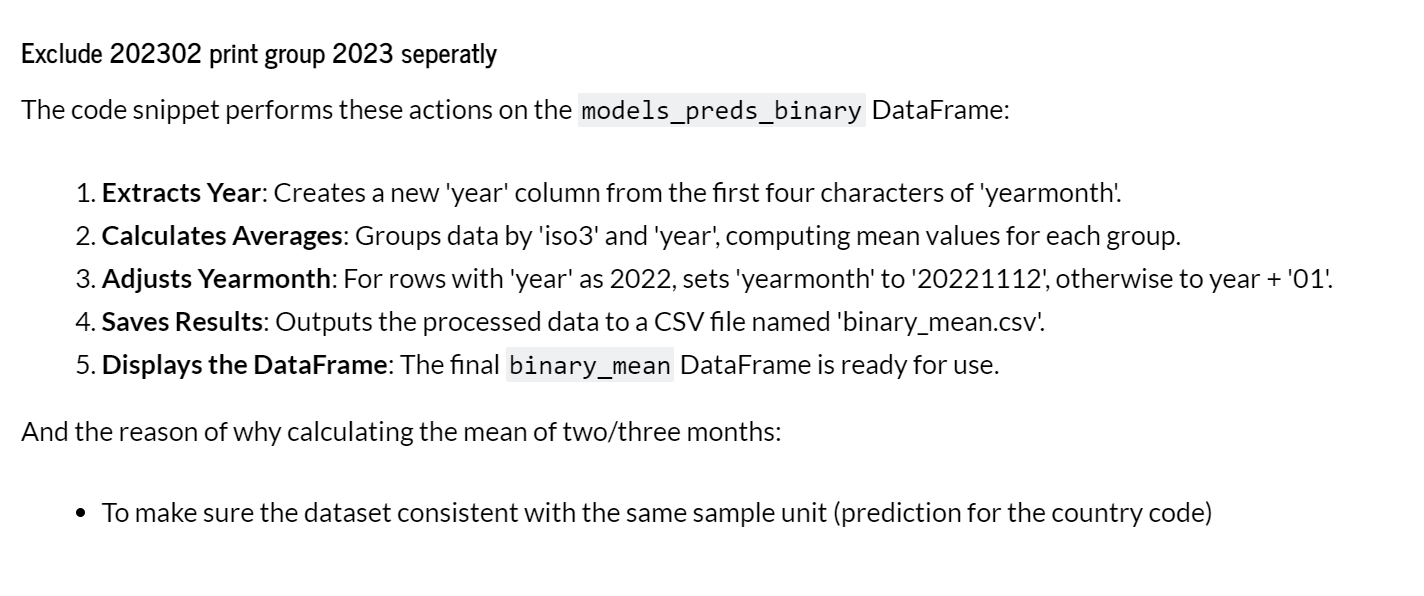 Exclude 202302 print group 2023 seperatly
The code snippet performs these actions on the models_preds_binary DataFrame:
1. Extracts Year: Creates a new 'year' column from the first four characters of 'yearmonth'.
2. Calculates Averages: Groups data by 'iso3' and 'year', computing mean values for each group.
3. Adjusts Yearmonth: For rows with 'year' as 2022, sets 'yearmonth' to '20221112', otherwise to year + '01'.
4. Saves Results: Outputs the processed data to a CSV file named 'binary_mean.csv'.
5. Displays the DataFrame: The final binary_mean DataFrame is ready for use.
And the reason of why calculating the mean of two/three months:
• To make sure the dataset consistent with the same sample unit (prediction for the country code)